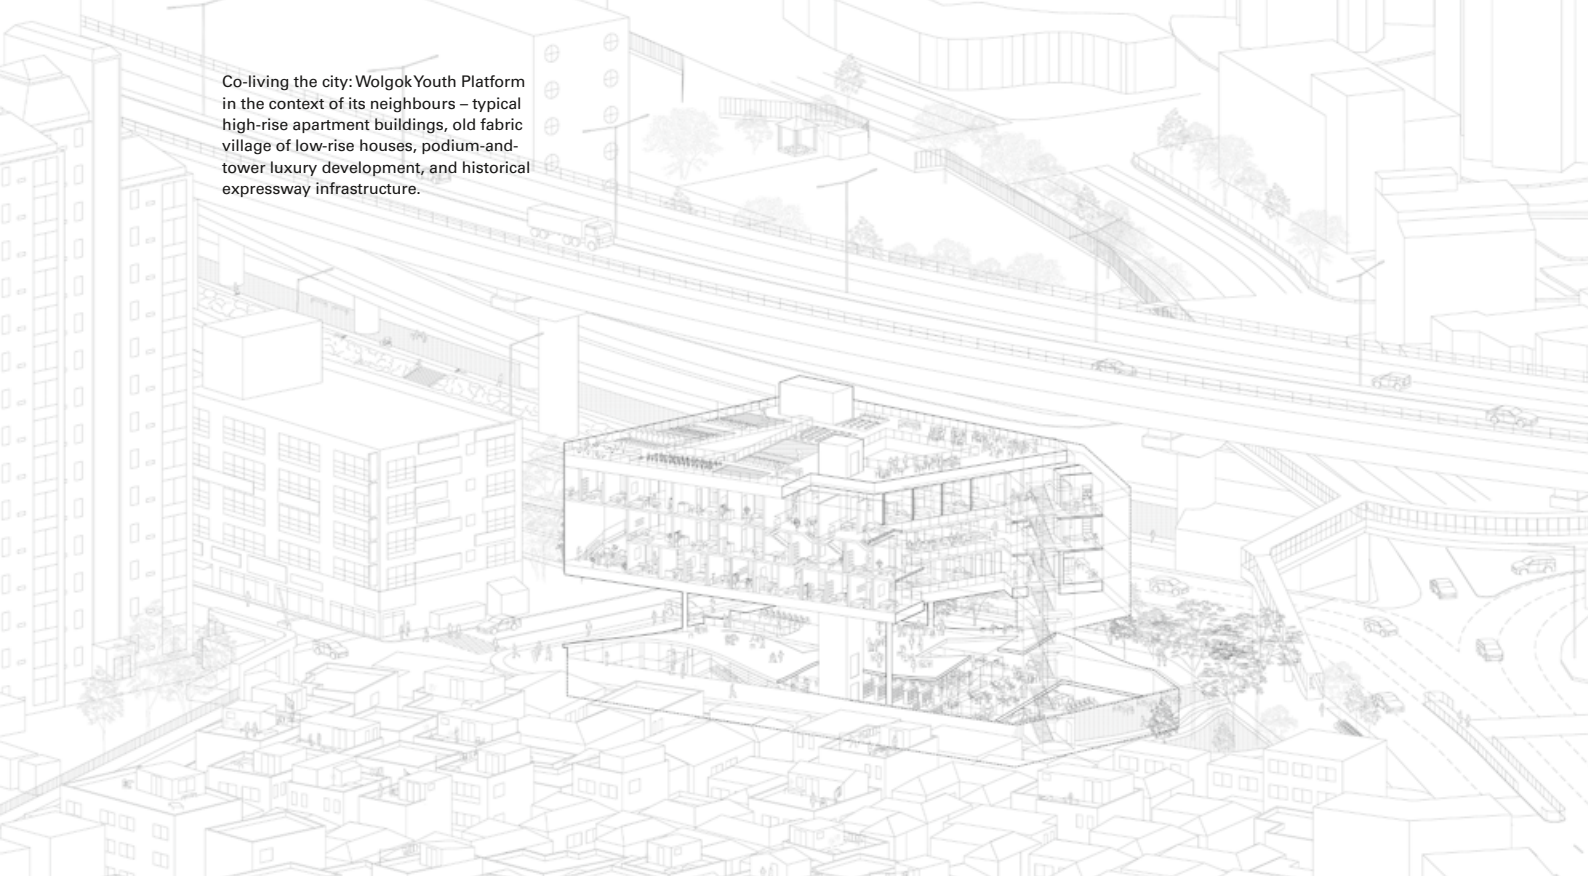 Co-living the city: Wolgok Youth Platform
in the context of its neighbours – typical
high-rise apartment buildings, old fabric
village of low-rise houses, podium-and-
tower luxury development, and historical
expressway infrastructure.